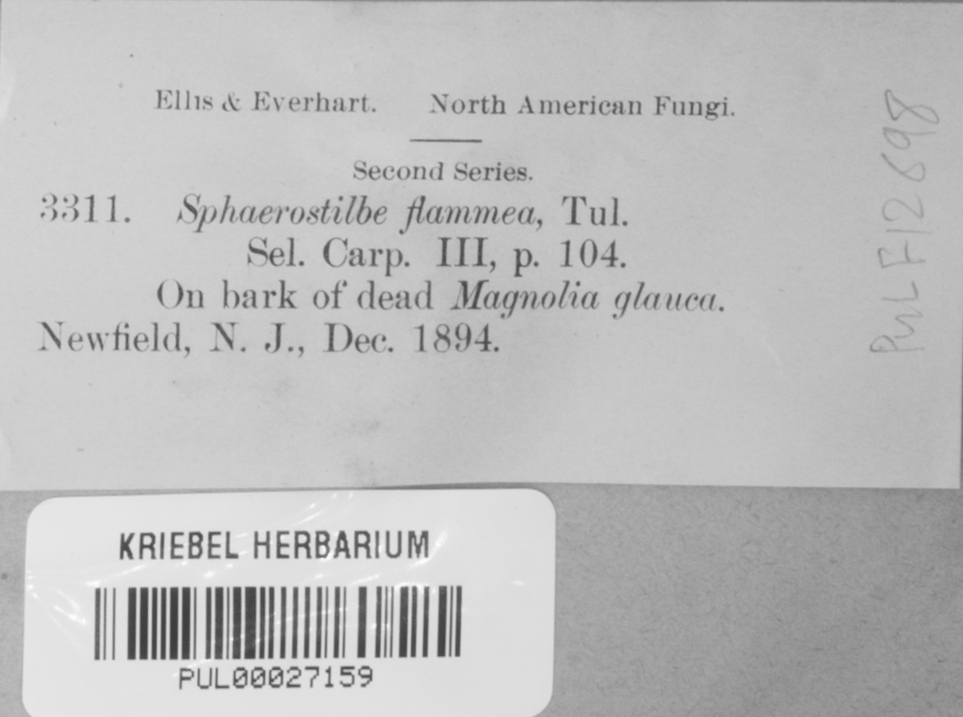 Ellis & Everhart. North American Fungi.
Second Series.
3311. Sphaerostilbe flammea, Tul.
Sel. Carp. III, p. 104.
On bark of dead Magnolia glauca.
Newfield, N. J., Dec. 1894.
PUL F12698
KRIEBEL HERBARIUM
PUL00027159